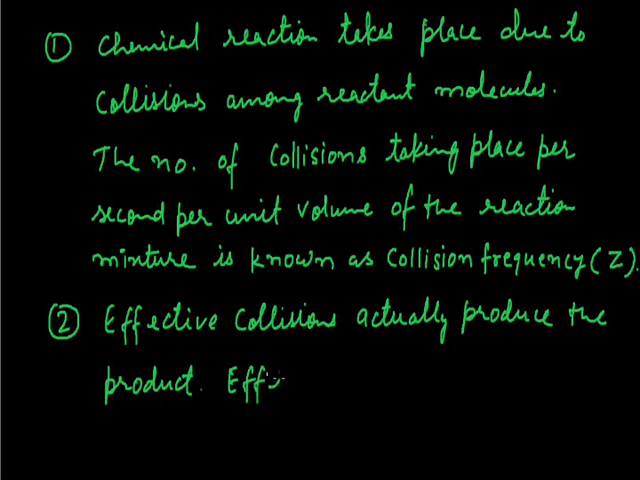 ① Chemical reaction takes place due to
Collisions among reactant molecules.
The no. of Collisions taking place per
second per unit volume of the reaction
mixture is known as Collision frequency (Z).
② Effective Collisions actually produce the
product. Eff